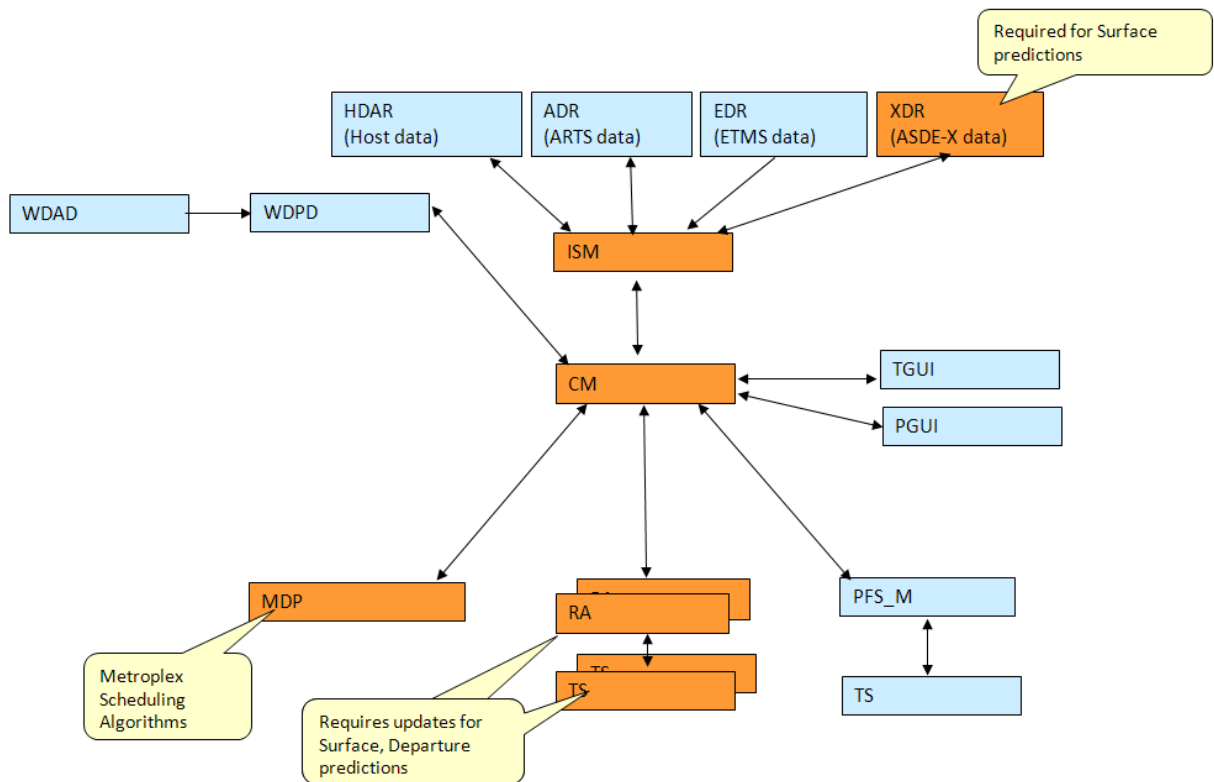 Required for Surface
predictions
HDAR
(Host data)
ADR
(ARTS data)
EDR
(ETMS data)
XDR
(ASDE-X data)
WDAD
WDPD
ISM
CM
TGUI
PGUI
MDP
RA
PFS_M
TS
TS
TS
Metroplex
Scheduling
Algorithms
Requires updates for
Surface, Departure
predictions